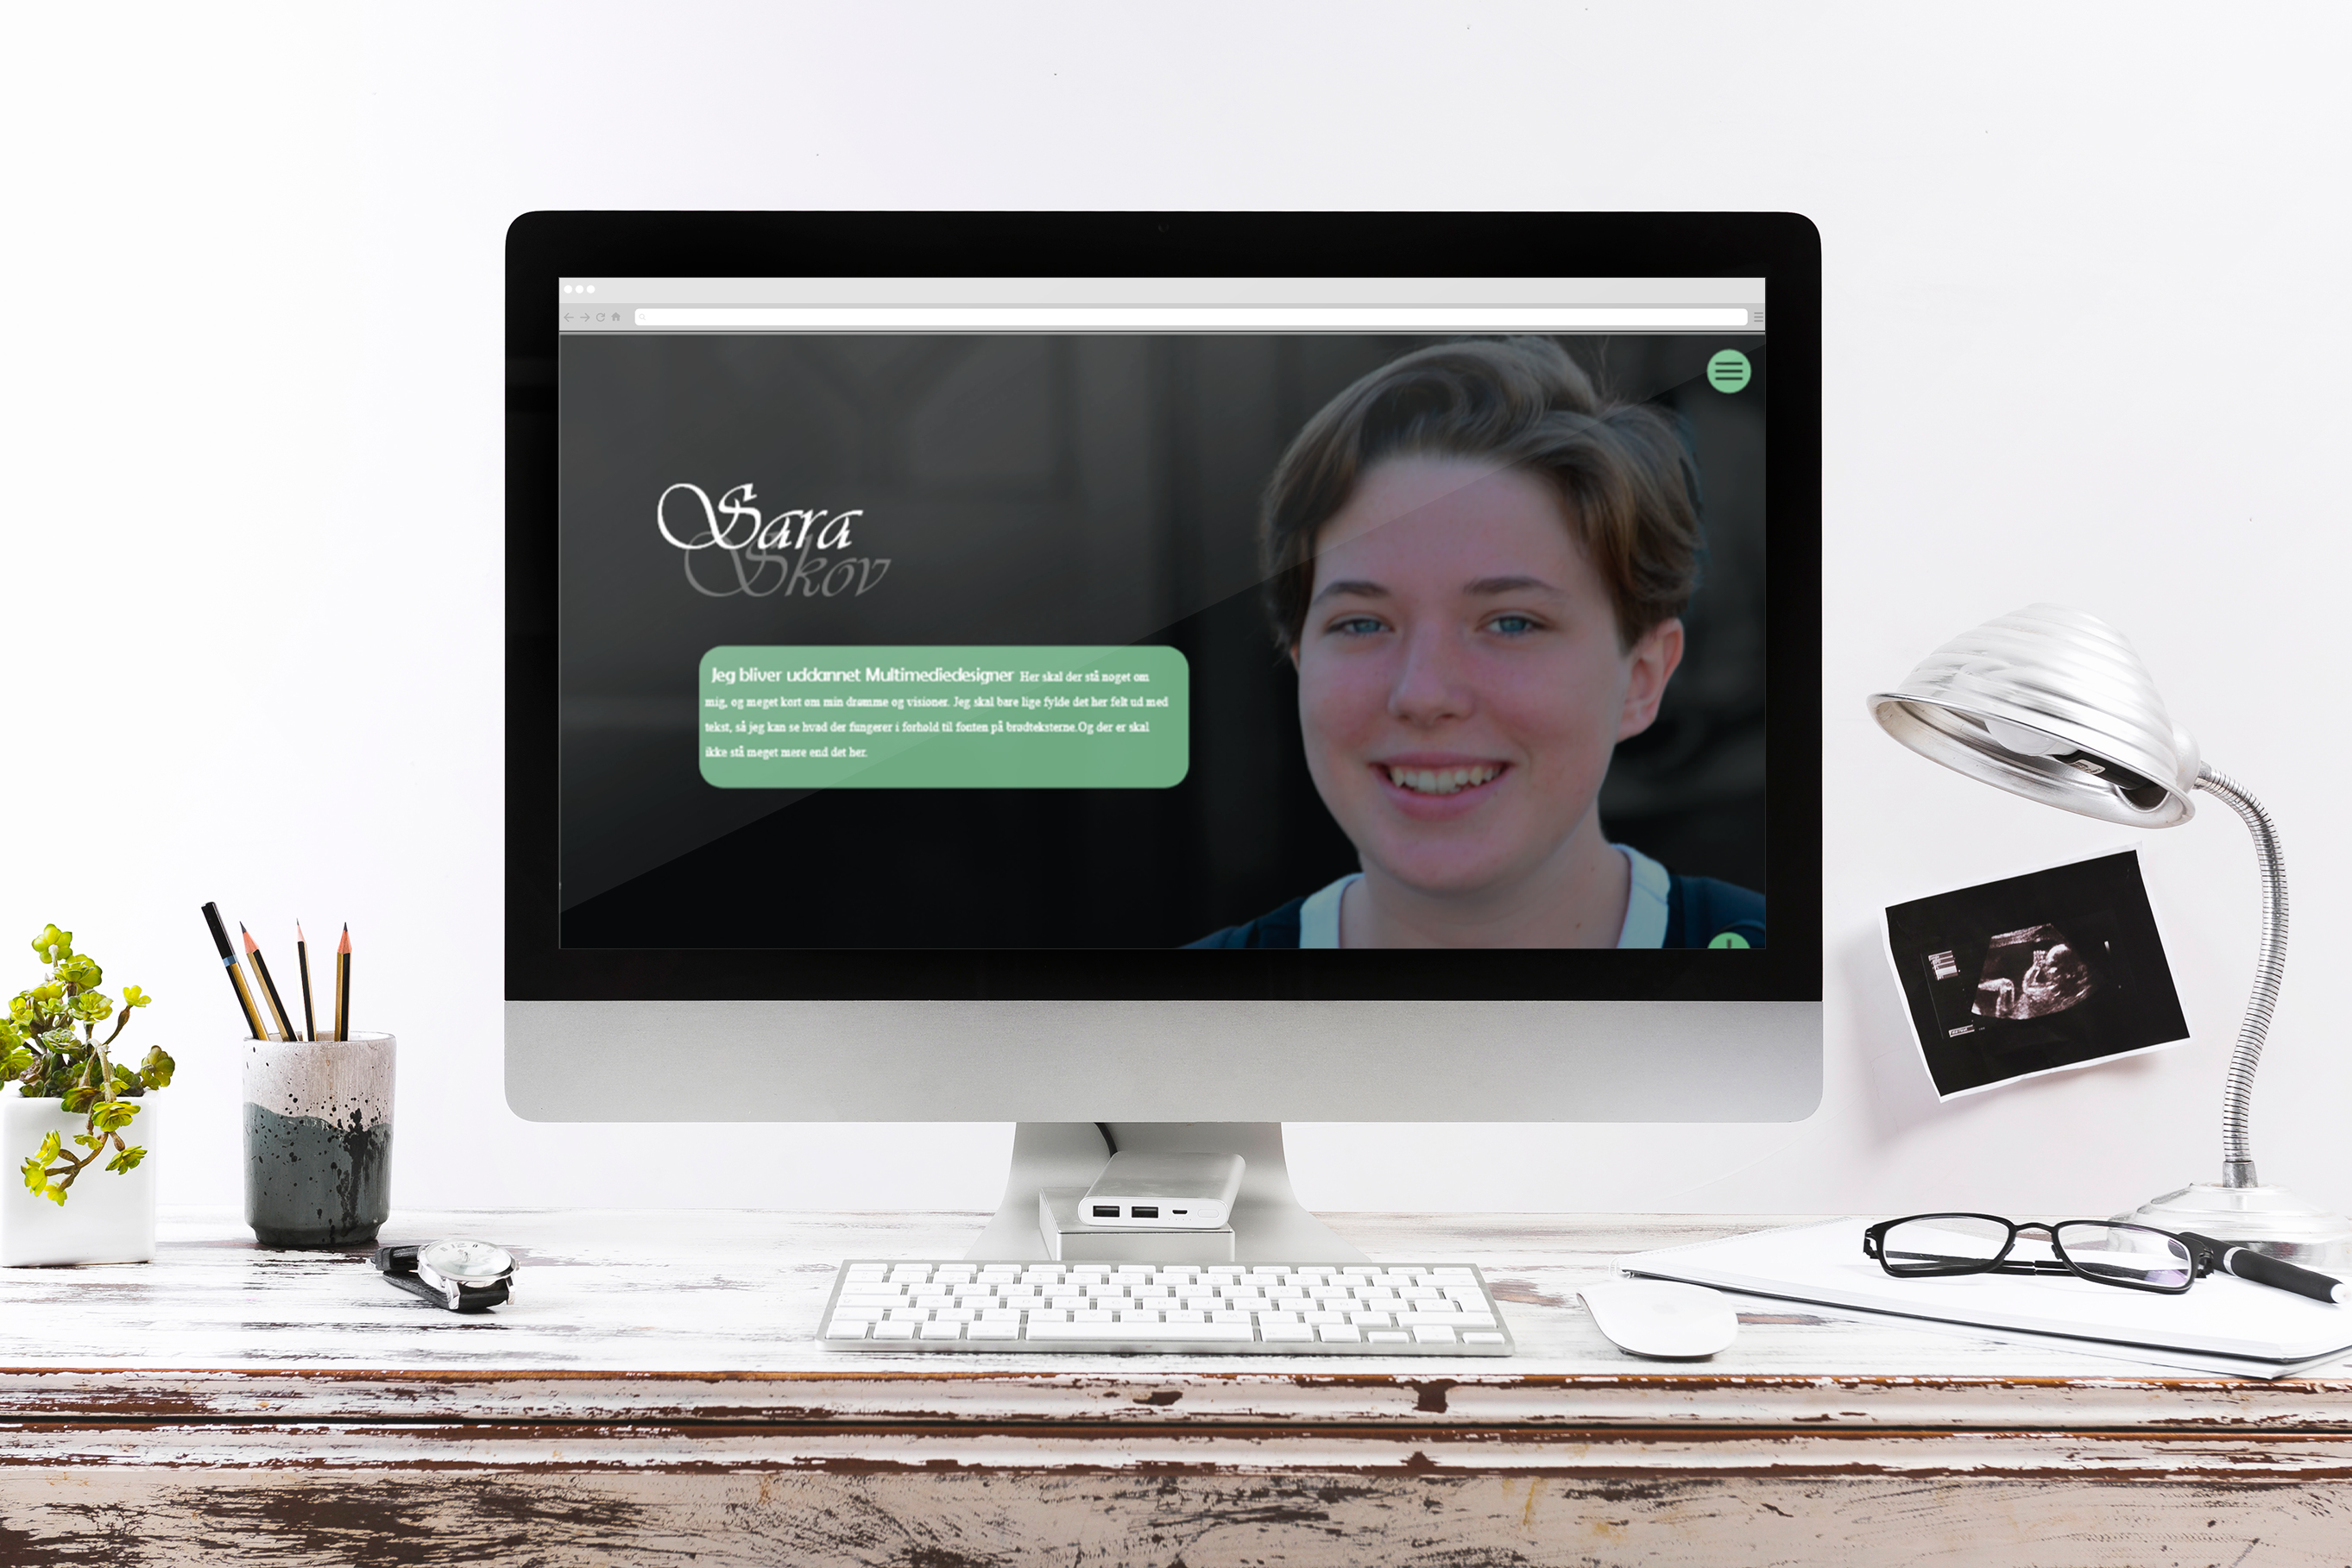 Sara
Skov
Jeg bliver uddannet Multimediedesigner Her skal der stå noget om
mig, og meget kort om min drømme og visioner. Jeg skal bare lige fylde det her felt ud med
tekst, så jeg kan se hvad der fungerer i forhold til fonten på brødteksterne.Og der er skal
ikke stå meget mere end det her.